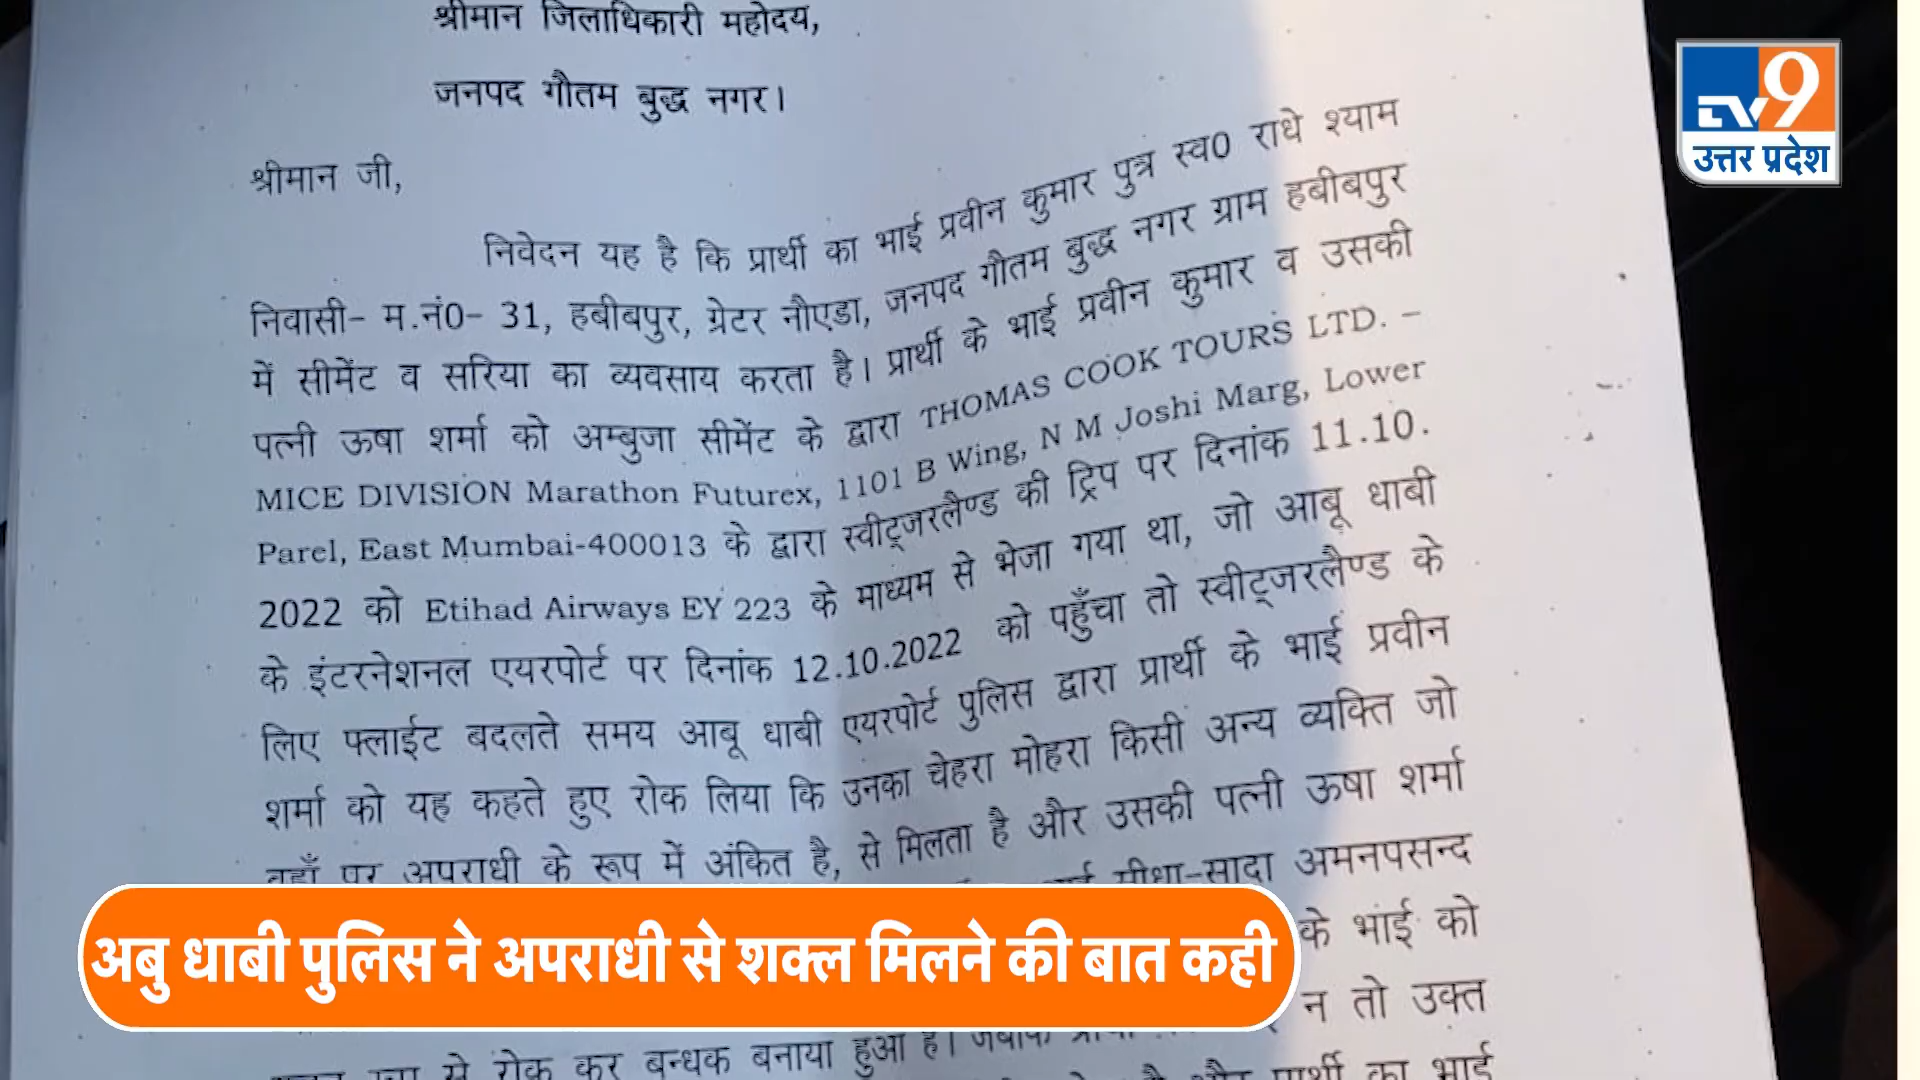 श्रीमान जिलाधिकारी महोदय,
जनपद गौतम बुद्ध नगर।
श्रीमान जी,
निवेदन यह है कि प्रार्थी का भाई प्रवीन कुमार पुत्र स्व0 राधे श्याम
निवासी- म.नं0- 31, हबीबपुर, ग्रेटर नौएडा, जनपद गौतम बुद्ध नगर ग्राम हबीबपुर
में सीमेंट व सरिया का व्यवसाय करता है। प्रार्थी के भाई प्रवीन कुमार व उसकी
पत्नी ऊषा शर्मा को अम्बुजा सीमेंट के द्वारा THOMAS COOK TOURS LTD. -
MICE DIVISION Marathon Futurex, 1101 B Wing, N M Joshi Marg, Lower
Parel, East Mumbai-400013 के द्वारा स्वीट्जरलैण्ड की ट्रिप पर दिनांक 11.10.
2022 को Etihad Airways EY 223 के माध्यम से भेजा गया था, जो आबू धाबी
के इंटरनेशनल एयरपोर्ट पर दिनांक 12.10.2022 को पहुँचा तो स्वीट्जरलैण्ड के
लिए फ्लाईट बदलते समय आबू धाबी एयरपोर्ट पुलिस द्वारा प्रार्थी के भाई प्रवीन
शर्मा को यह कहते हुए रोक लिया कि उनका चेहरा मोहरा किसी अन्य व्यक्ति जो
वहाँ पर अपराधी के रूप में अंकित है, से मिलता है और उसकी पत्नी ऊषा शर्मा
सीधा-सादा अमनपसन्द
के भाई को
न तो उक्त
से रोक कर बन्धक बनाया हुआ है। जबकि
और प्रार्थी का भाई
TV9
उत्तर प्रदेश
अबु धाबी पुलिस ने अपराधी से शक्ल मिलने की बात कही